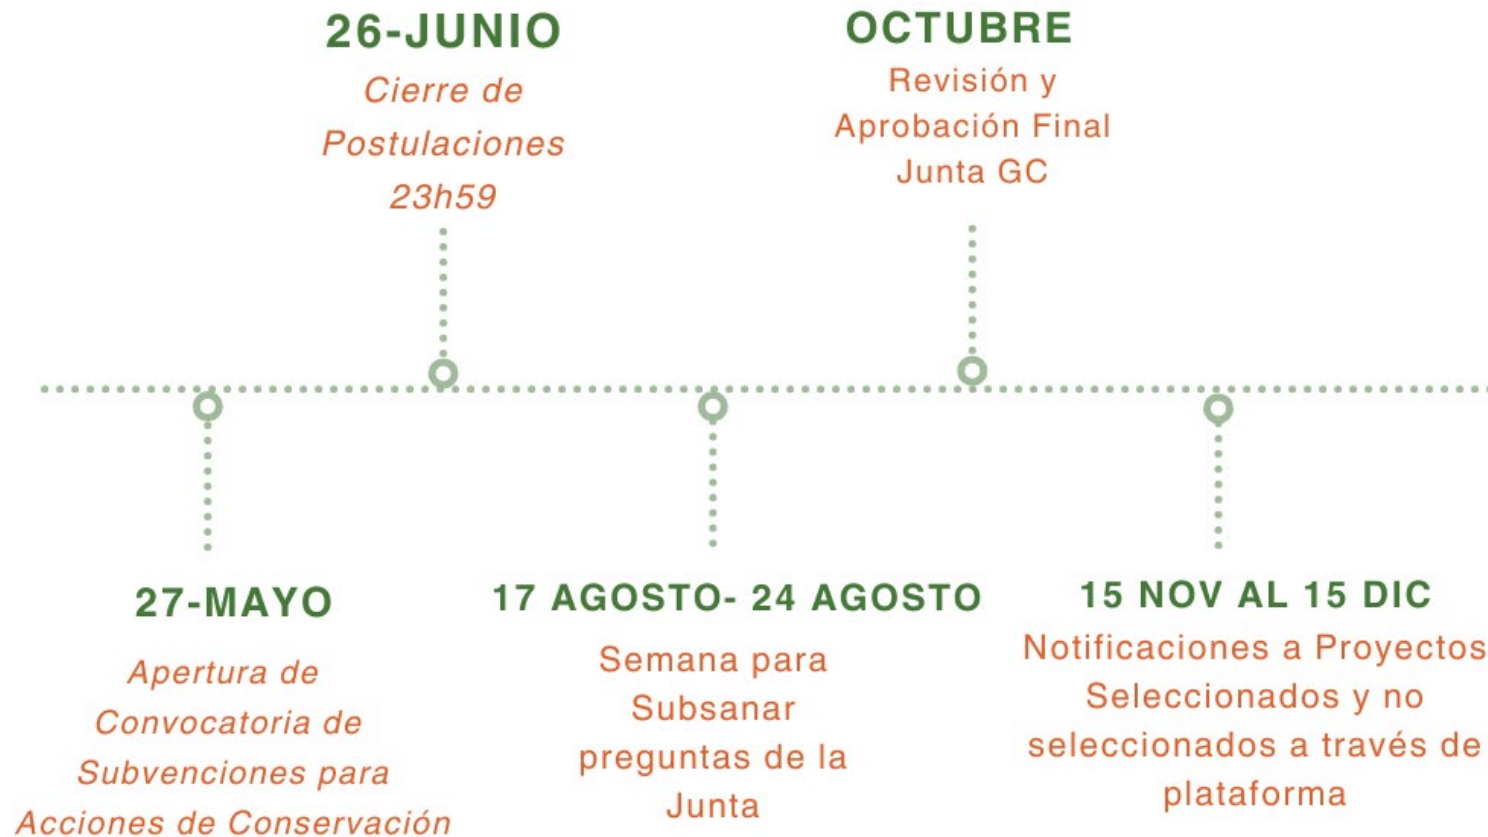 26-JUNIO
Cierre de
Postulaciones
23h59
OCTUBRE
Revisión y
Aprobación Final
Junta GC
27-MAYO
Apertura de
Convocatoria de
Subvenciones para
Acciones de Conservación
17 AGOSTO- 24 AGOSTO
Semana para
Subsanar
preguntas de la
Junta
15 NOV AL 15 DIC
Notificaciones a Proyectos
Seleccionados y no
seleccionados a través de
plataforma